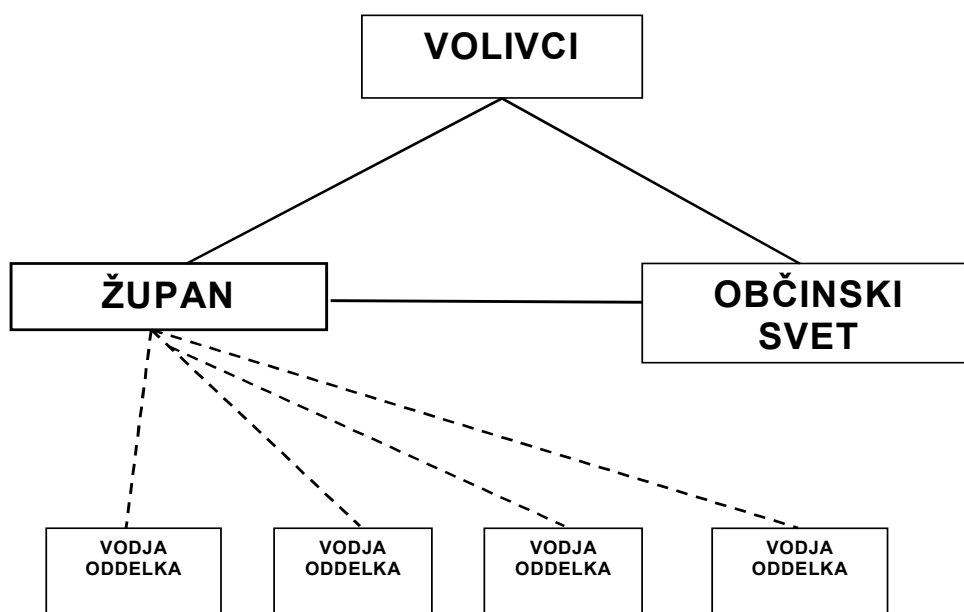 VOLIVCI
ŽUPAN
OBČINSKI
SVET
VODJA
ODDELKA
VODJA
ODDELKA
VODJA
ODDELKA
VODJA
ODDELKA